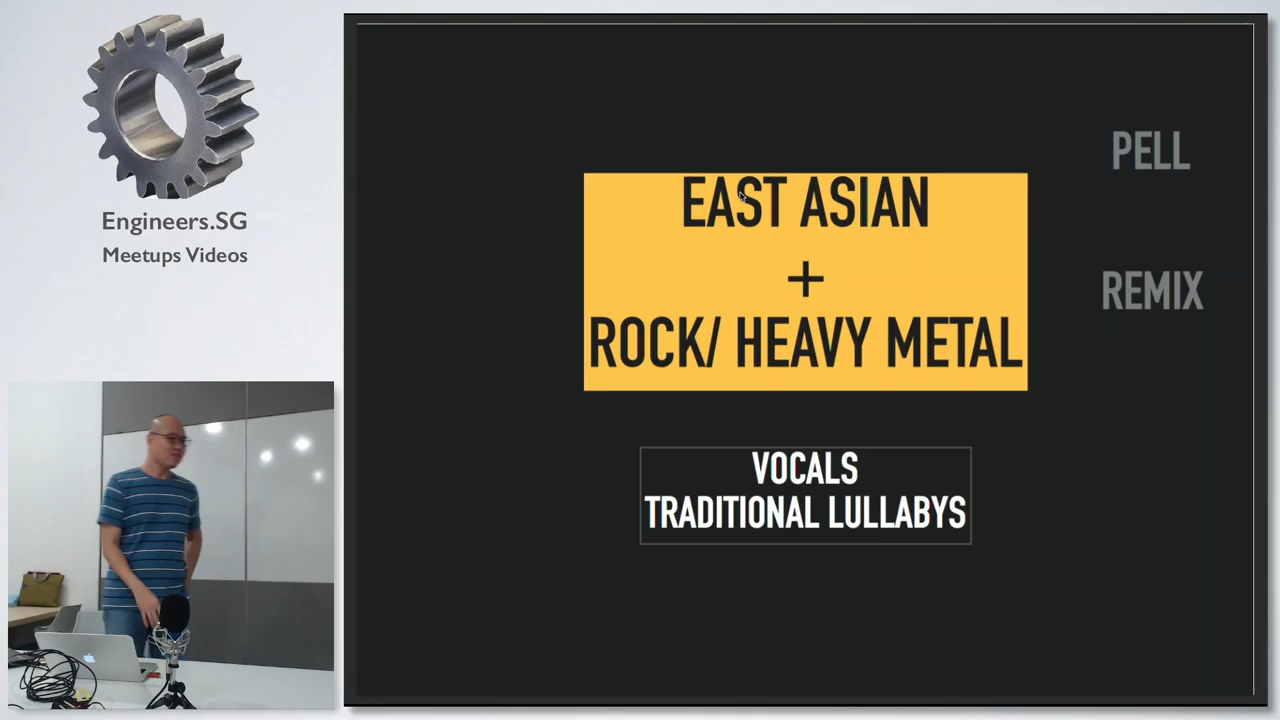 Engineers.SG
Meetups Videos
EAST ASIAN
+
ROCK/ HEAVY METAL
VOCALS
TRADITIONAL LULLABYS
PELL
REMIX